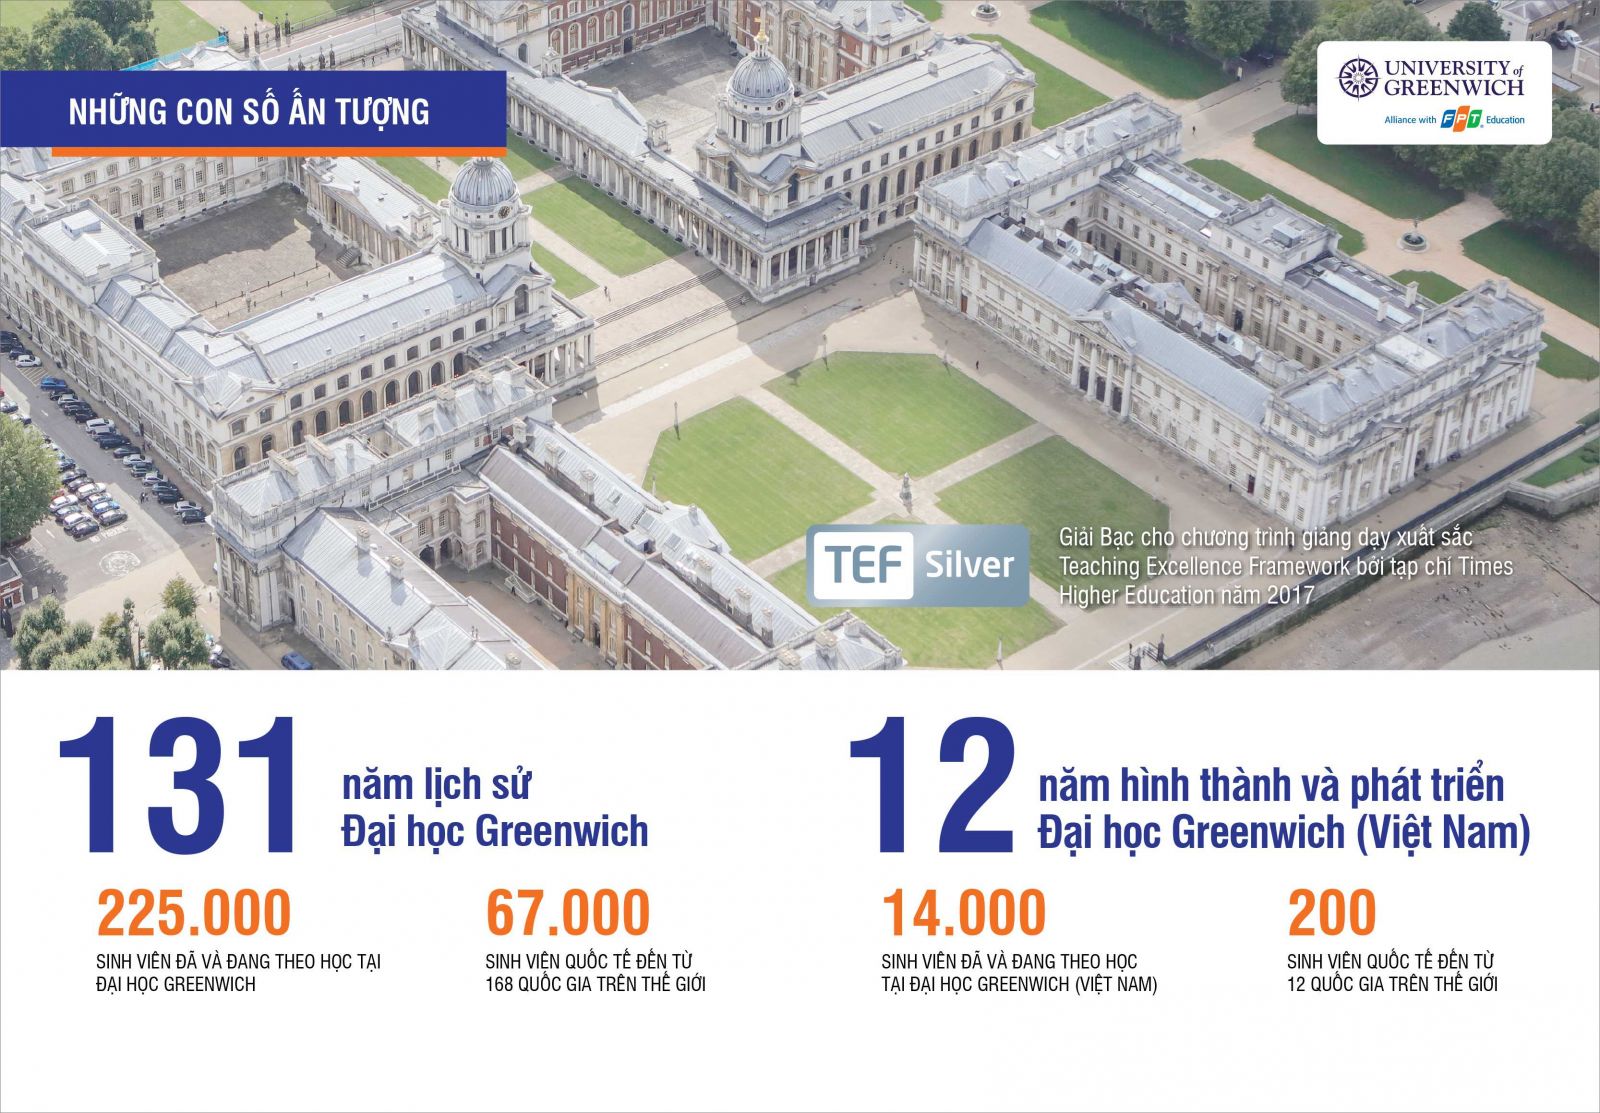 NHỮNG CON SỐ ẤN TƯỢNG
UNIVERSITY of
GREENWICH
Alliance with FPT Education
TEF Silver
Giải Bạc cho chương trình giảng dạy xuất sắc
Teaching Excellence Framework bởi tạp chí Times
Higher Education năm 2017
131
năm lịch sử
Đại học Greenwich
225.000
SINH VIÊN ĐÃ VÀ ĐANG THEO HỌC TẠI
ĐẠI HỌC GREENWICH
67.000
SINH VIÊN QUỐC TẾ ĐẾN TỪ
168 QUỐC GIA TRÊN THẾ GIỚI
12
năm hình thành và phát triển
Đại học Greenwich (Việt Nam)
14.000
SINH VIÊN ĐÃ VÀ ĐANG THEO HỌC
TẠI ĐẠI HỌC GREENWICH (VIỆT NAM)
200
SINH VIÊN QUỐC TẾ ĐẾN TỪ
12 QUỐC GIA TRÊN THẾ GIỚI